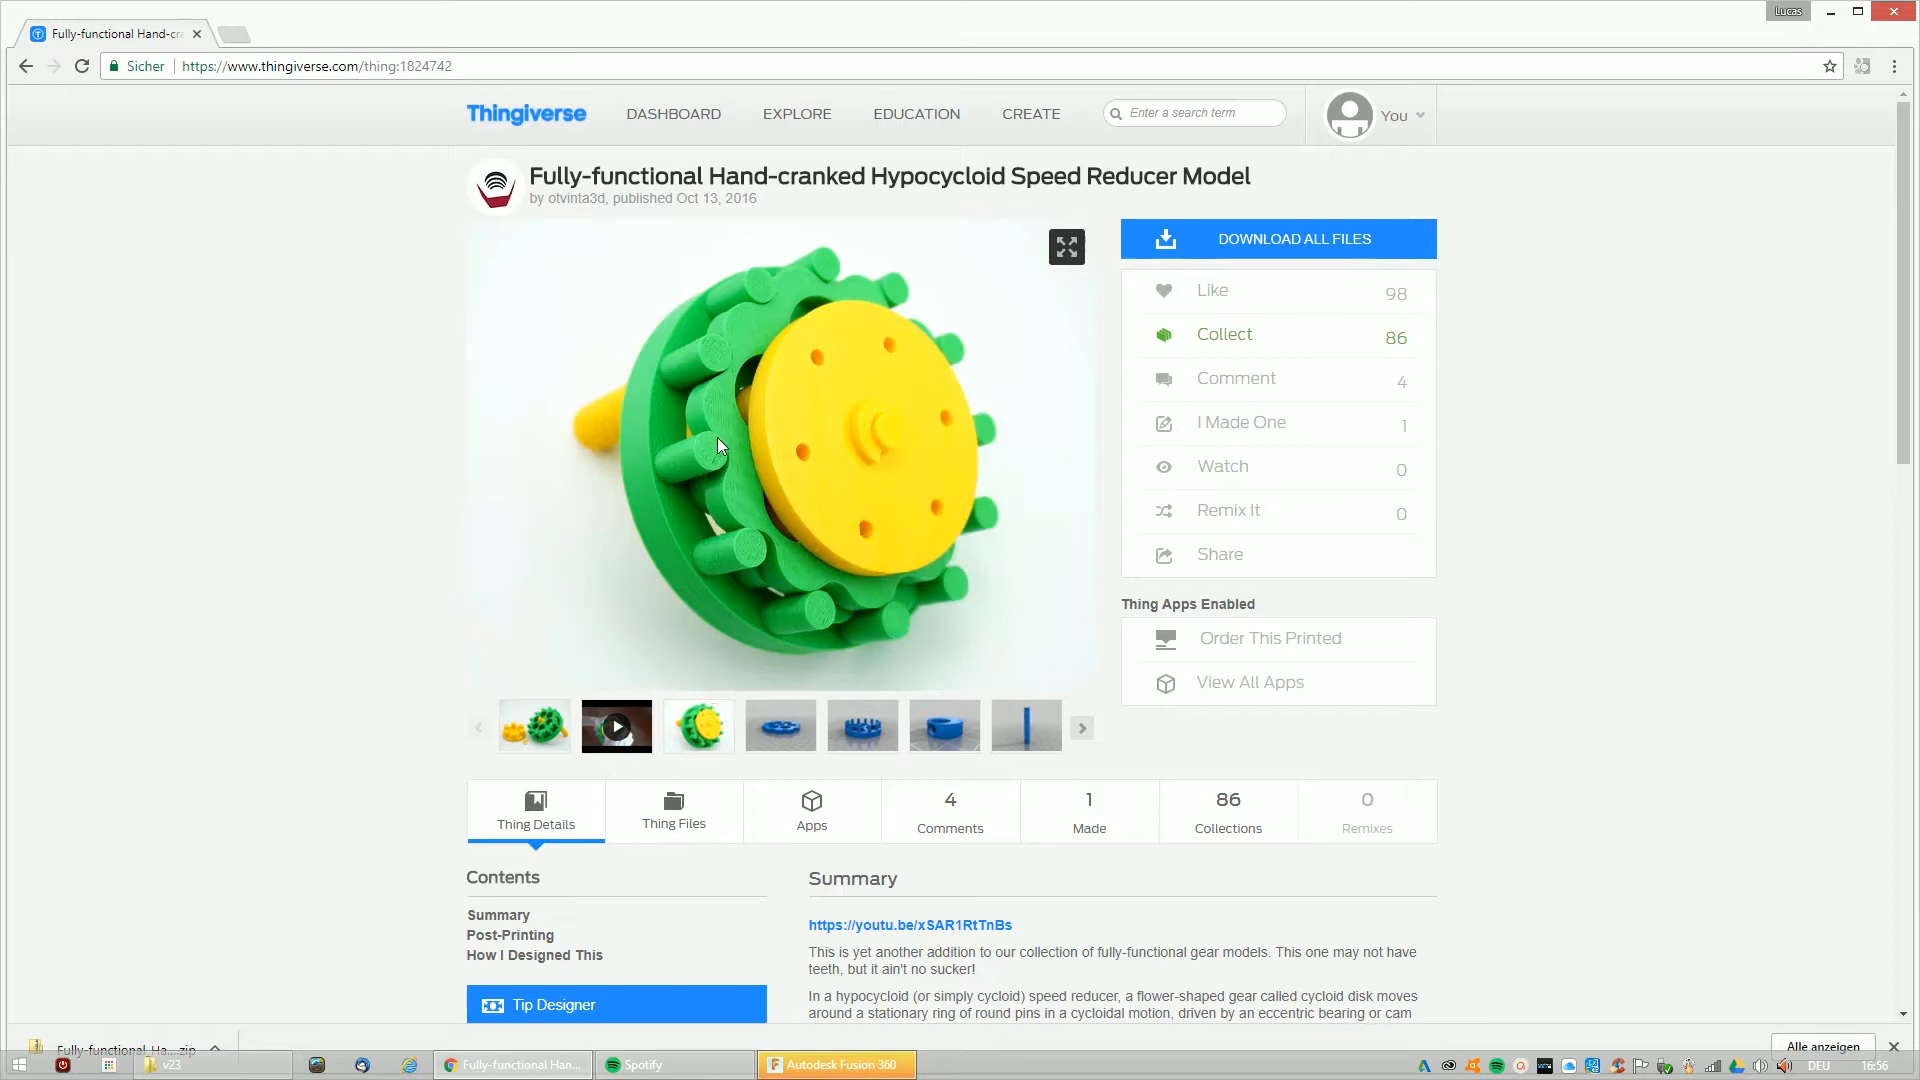 Lucas
Fully-functional Hand-cr
Sicher
https://www.thingiverse.com/thing:1824742
Thingiverse
DASHBOARD
EXPLORE
EDUCATION
CREATE
Enter a search term
You
Fully-functional Hand-cranked Hypocycloid Speed Reducer Model
by otvinta3d, published Oct 13, 2016
DOWNLOAD ALL FILES
Like 98
Collect 86
Comment 4
I Made One 1
Watch 0
Remix It 0
Share
Thing Apps Enabled
Order This Printed
View All Apps
Thing Details
Thing Files
Apps
4
Comments
1
Made
86
Collections
0
Remixes
Contents
Summary
Post-Printing
How I Designed This
Tip Designer
Summary
https://youtu.be/xSAR1RtTnBs
This is yet another addition to our collection of fully-functional gear models. This one may not have
teeth, but it ain't no sucker!
In a hypocycloid (or simply cycloid) speed reducer, a flower-shaped gear called cycloid disk moves
around a stationary ring of round pins in a cycloidal motion, driven by an eccentric bearing or cam
Fully-functional_Ha....zip
Alle anzeigen
v23
Fully-functional Han...
Spotify
Autodesk Fusion 360
DEU
16:56